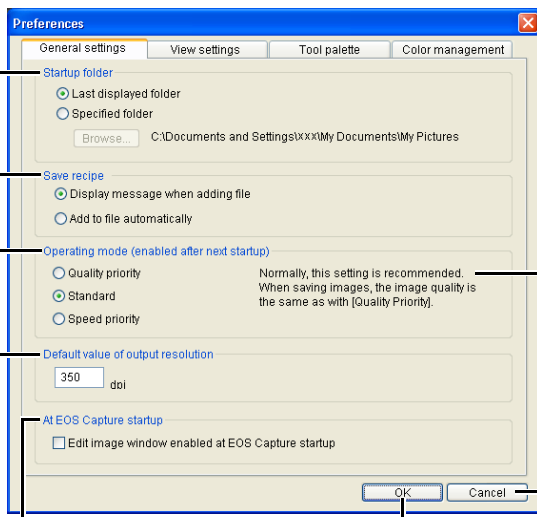 Preferences
General settings
View settings
Tool palette
Color management
Startup folder
Last displayed folder
Specified folder
Browse...
C:\Documents and Settings\xxx\My Documents\My Pictures
Save recipe
Display message when adding file
Add to file automatically
Operating mode (enabled after next startup)
Quality priority
Standard
Speed priority
Normally, this setting is recommended.
When saving images, the image quality is
the same as with [Quality Priority].
Default value of output resolution
350
dpi
At EOS Capture startup
Edit image window enabled at EOS Capture startup
OK
Cancel